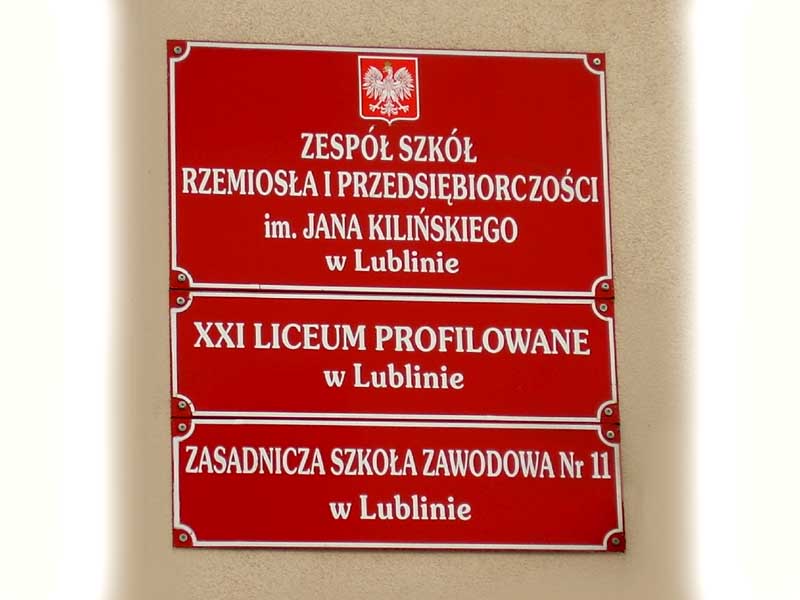 ZESPÓŁ SZKÓŁ
RZEMIOSŁA I PRZEDSIĘBIORCZOŚCI
im. JANA KILIŃSKIEGO
w Lublinie
XXI LICEUM PROFILOWANE
w Lublinie
ZASADNICZA SZKOŁA ZAWODOWA Nr 11
w Lublinie